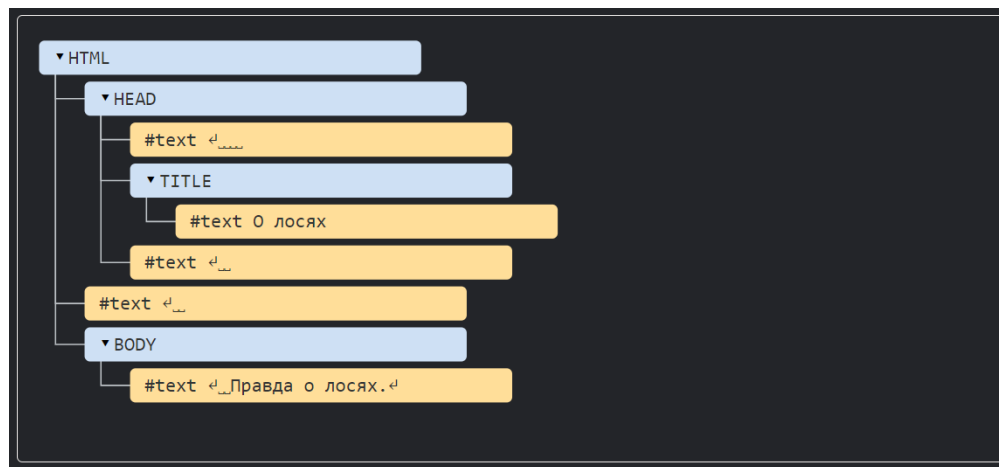 ▾ HTML
▾ HEAD
#text ↵␣␣␣␣
▾ TITLE
#text О лосях
#text ↵␣␣
#text ↵␣␣
▾ BODY
#text ↵␣␣Правда о лосях.↵